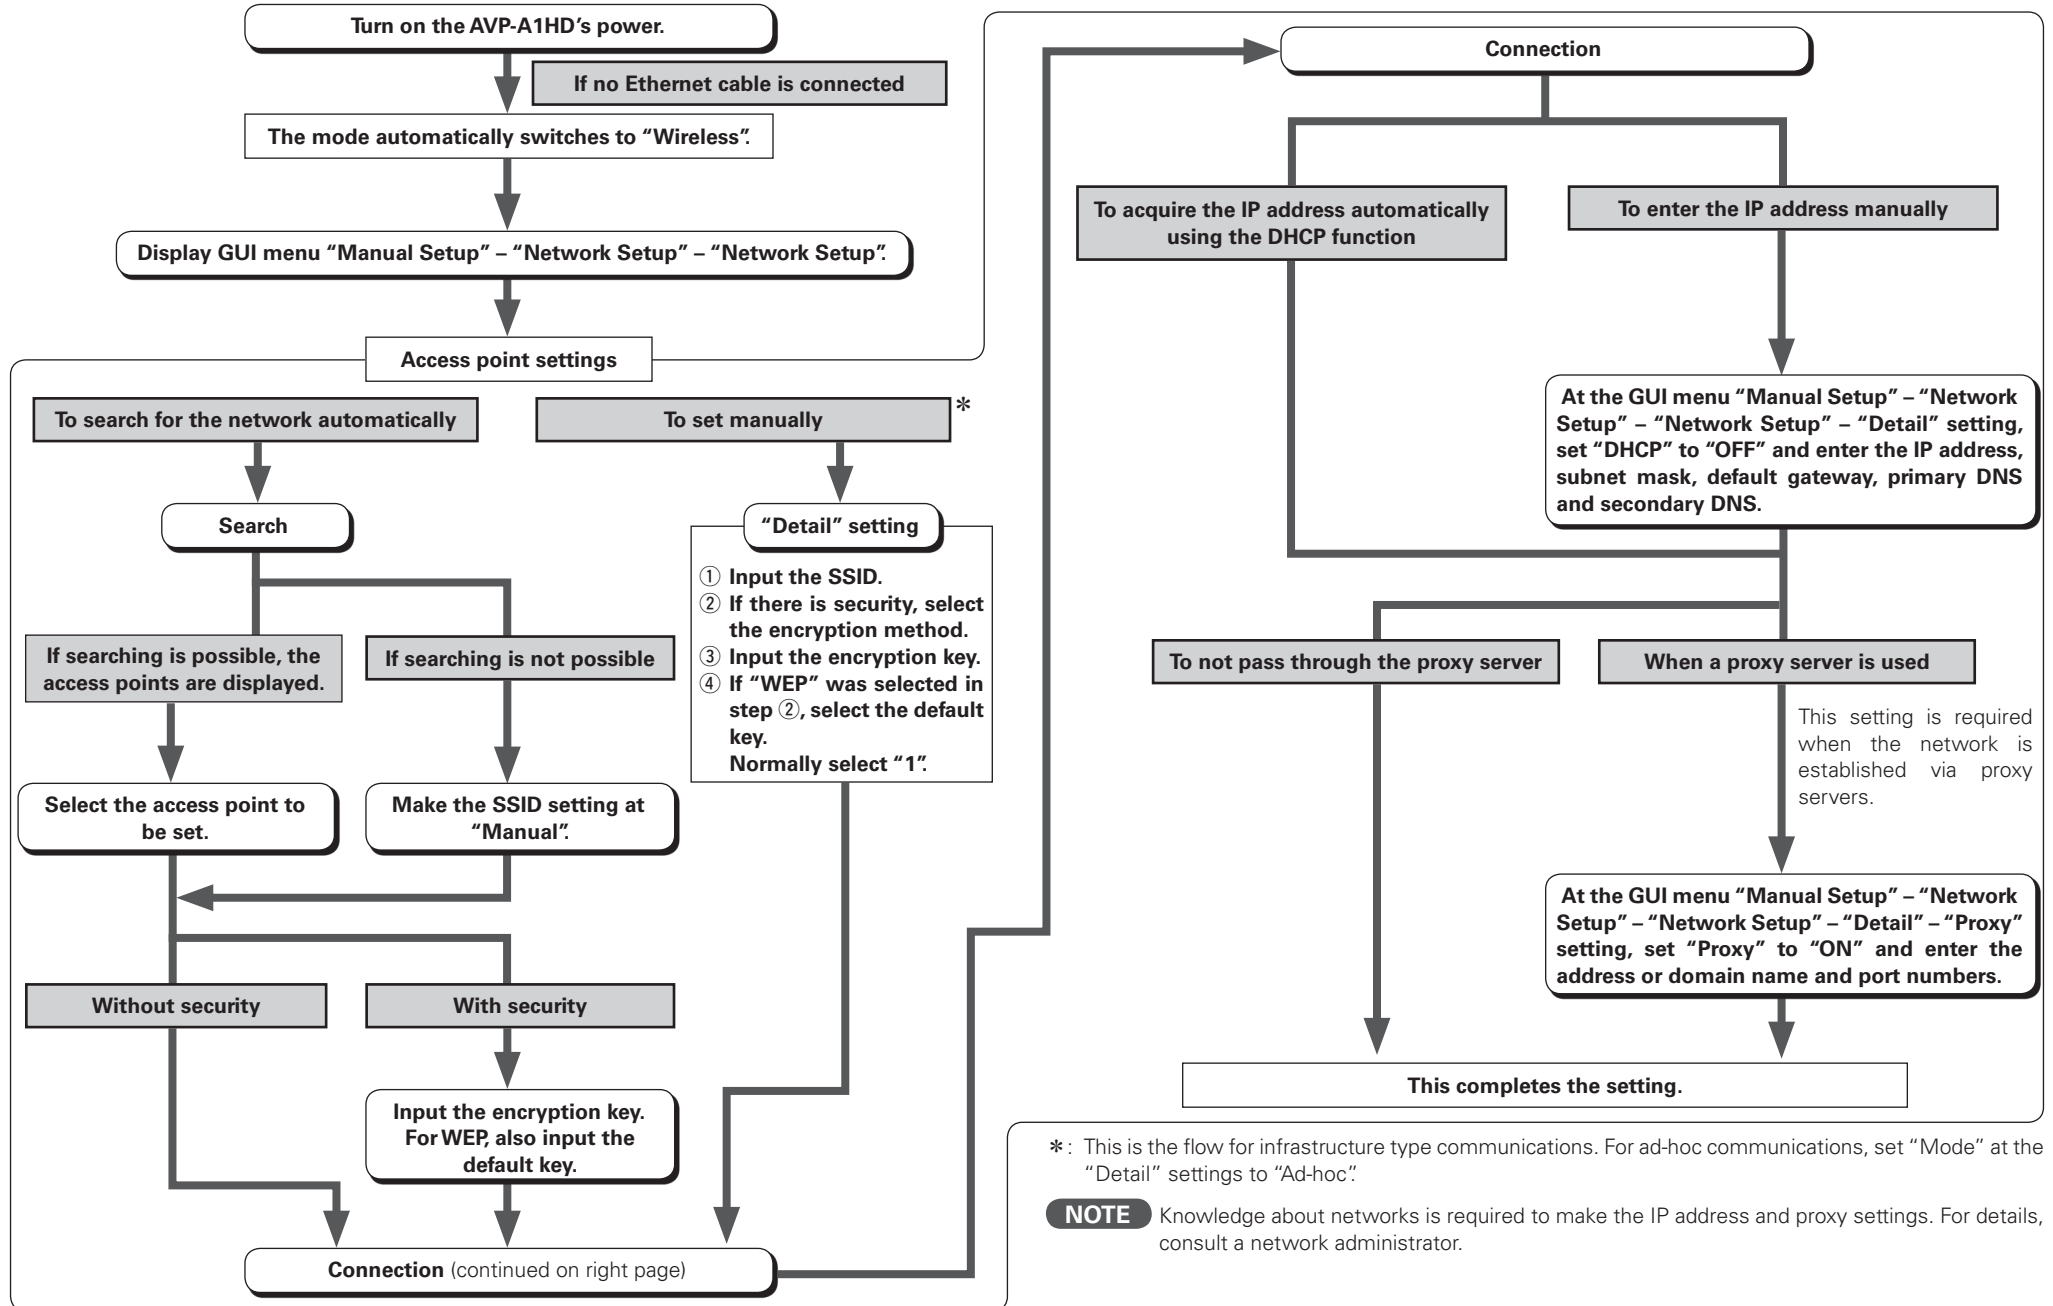 Turn on the AVP-A1HD's power.
If no Ethernet cable is connected
The mode automatically switches to “Wireless”.
Display GUI menu “Manual Setup” – “Network Setup” – “Network Setup”.
Access point settings
To search for the network automatically
To set manually
*
Search
“Detail” setting
① Input the SSID.
② If there is security, select
the encryption method.
③ Input the encryption key.
④ If “WEP” was selected in
step ②, select the default
key.
Normally select “1”.
If searching is possible, the
access points are displayed.
If searching is not possible
Select the access point to
be set.
Make the SSID setting at
“Manual”.
Without security
With security
Input the encryption key.
For WEP, also input the
default key.
Connection (continued on right page)
Connection
To acquire the IP address automatically
using the DHCP function
To enter the IP address manually
At the GUI menu “Manual Setup” – “Network
Setup” – “Network Setup” – “Detail” setting,
set “DHCP” to “OFF” and enter the IP address,
subnet mask, default gateway, primary DNS
and secondary DNS.
To not pass through the proxy server
When a proxy server is used
This setting is required
when the network is
established via proxy
servers.
At the GUI menu “Manual Setup” – “Network
Setup” – “Network Setup” – “Detail” – “Proxy”
setting, set “Proxy” to “ON” and enter the
address or domain name and port numbers.
This completes the setting.
*: This is the flow for infrastructure type communications. For ad-hoc communications, set “Mode” at the
“Detail” settings to “Ad-hoc”.
NOTE Knowledge about networks is required to make the IP address and proxy settings. For details,
consult a network administrator.